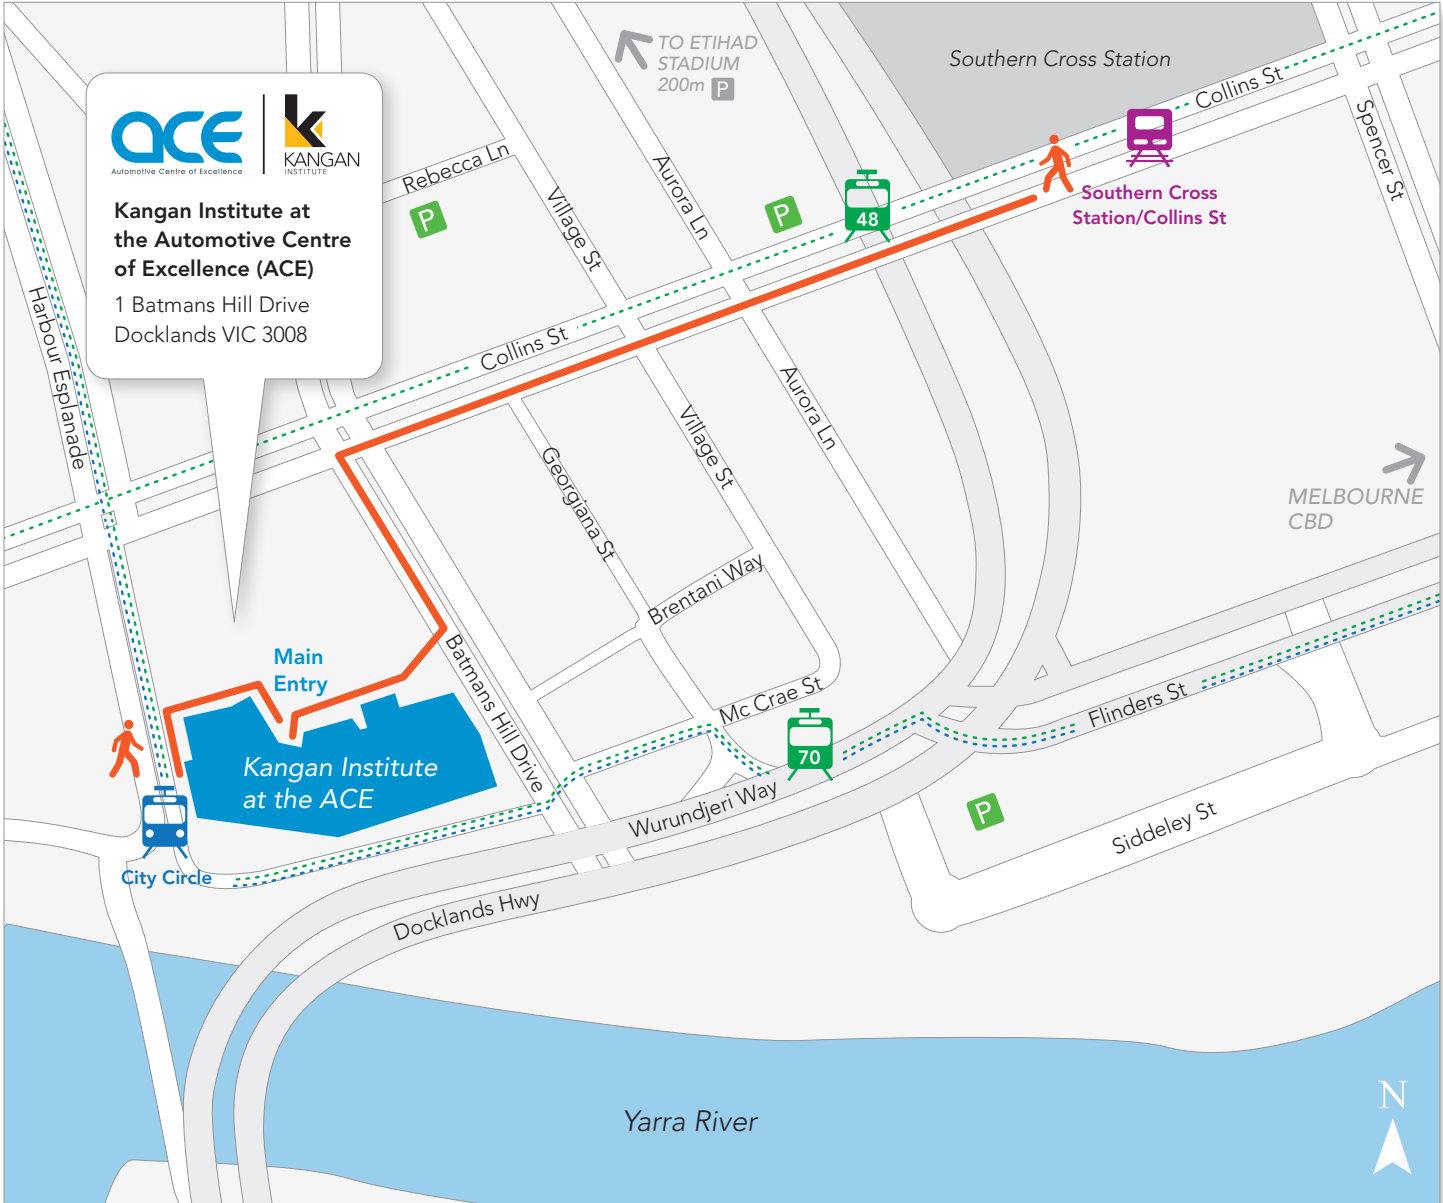 TO ETIHAD
STADIUM
200m P
Southern Cross Station
Collins St
Spencer St
ace
Automotive Centre of Excellence
k
KANGAN
INSTITUTE
Kangan Institute at
the Automotive Centre
of Excellence (ACE)
1 Batmans Hill Drive
Docklands VIC 3008
Rebecca Ln
P
Village St
Aurora Ln
P
48
Southern Cross
Station/Collins St
Harbour Esplanade
Collins St
Georgiana St
Village St
Aurora Ln
MELBOURNE
CBD
Brentani Way
Main
Entry
Batmans Hill Drive
Mc Crae St
Flinders St
70
Kangan Institute
at the ACE
Wurundjeri Way
P
Siddeley St
City Circle
Docklands Hwy
Yarra River
N